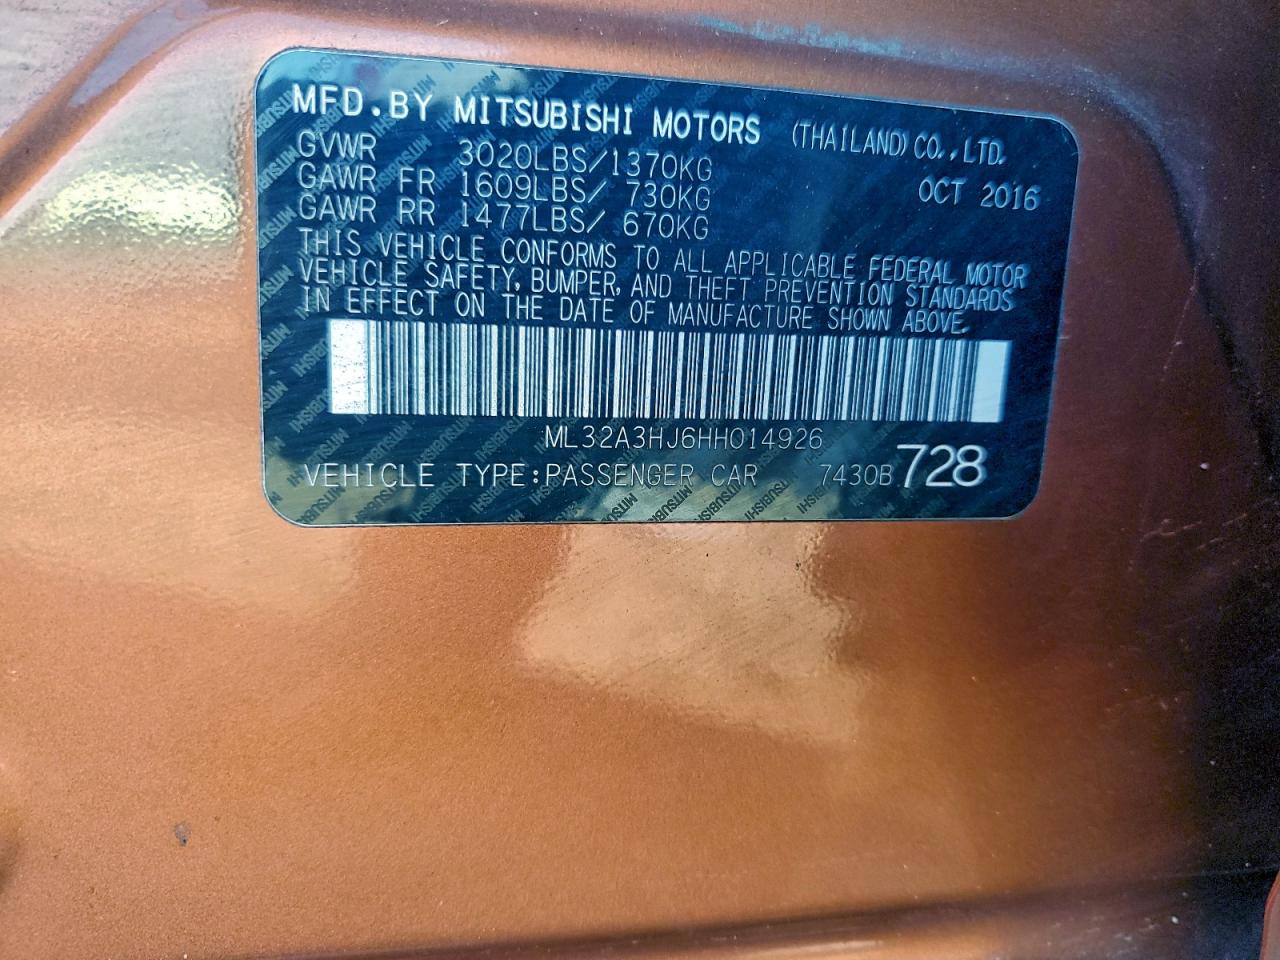 MFD.BY MITSUBISHI MOTORS (THAILAND) CO.,LTD.
GVWR 3020LBS/1370KG OCT 2016
GAWR FR 1609LBS/ 730KG
GAWR RR 1477LBS/ 670KG
THIS VEHICLE CONFORMS TO ALL APPLICABLE FEDERAL MOTOR
VEHICLE SAFETY, BUMPER, AND THEFT PREVENTION STANDARDS
IN EFFECT ON THE DATE OF MANUFACTURE SHOWN ABOVE.
ML32A3HJ6HH014926
VEHICLE TYPE:PASSENGER CAR 7430B 728